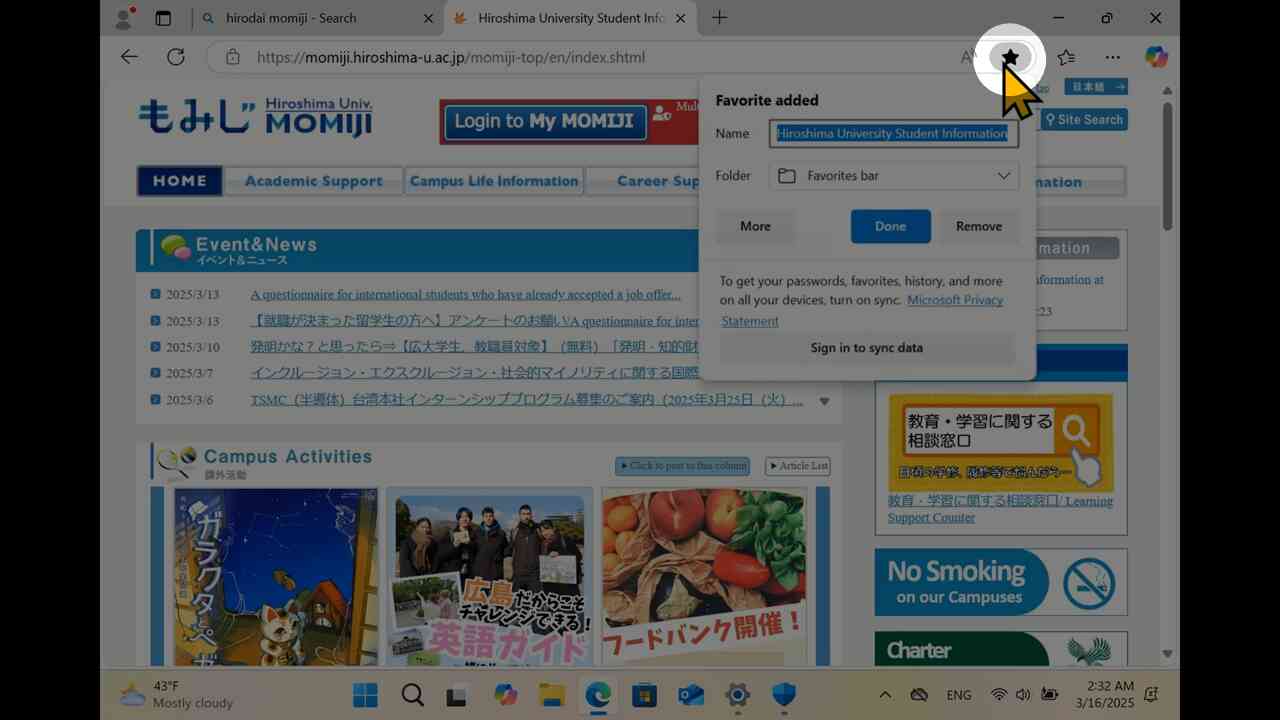 hirodai momiji - Search
Hiroshima University Student Info
https://momiji.hiroshima-u.ac.jp/momiji-top/en/index.shtml
Favorite added
Name
Hiroshima University Student Information
Folder
Favorites bar
More
Done
Remove
To get your passwords, favorites, history, and more
on all your devices, turn on sync. Microsoft Privacy
Statement
Sign in to sync data
もみじ
Hiroshima Univ.
MOMIJI
Login to My MOMIJI
日本語
Site Search
HOME
Academic Support
Campus Life Information
Career Sup
mation
Event&News
イベント&ニュース
2025/3/13
A questionnaire for international students who have already accepted a job offer...
2025/3/13
【就職が決まった留学生の方へ】アンケートのお願い\A questionnaire for inter
2025/3/10
発明かな？と思ったら⇒【広大学生、教職員対象】（無料）「発明・知的財
2025/3/7
インクルージョン・エクスクルージョン・社会的マイノリティに関する国際
2025/3/6
TSMC（半導体）台湾本社インターンシッププログラム募集のご案内（2025年3月25日（火）...
mation
formation at
:23
Campus Activities
課外活動
Click to post to this column
Article List
ガラクタ・ペ
広島だからこそ
チャレンジできる！
英語ガイド
フードバンク開催！
教育・学習に関する
相談窓口
教育・学習に関する相談窓口/ Learning
Support Counter
No Smoking
on our Campuses
Charter
43°F
Mostly cloudy
ENG
2:32 AM
3/16/2025